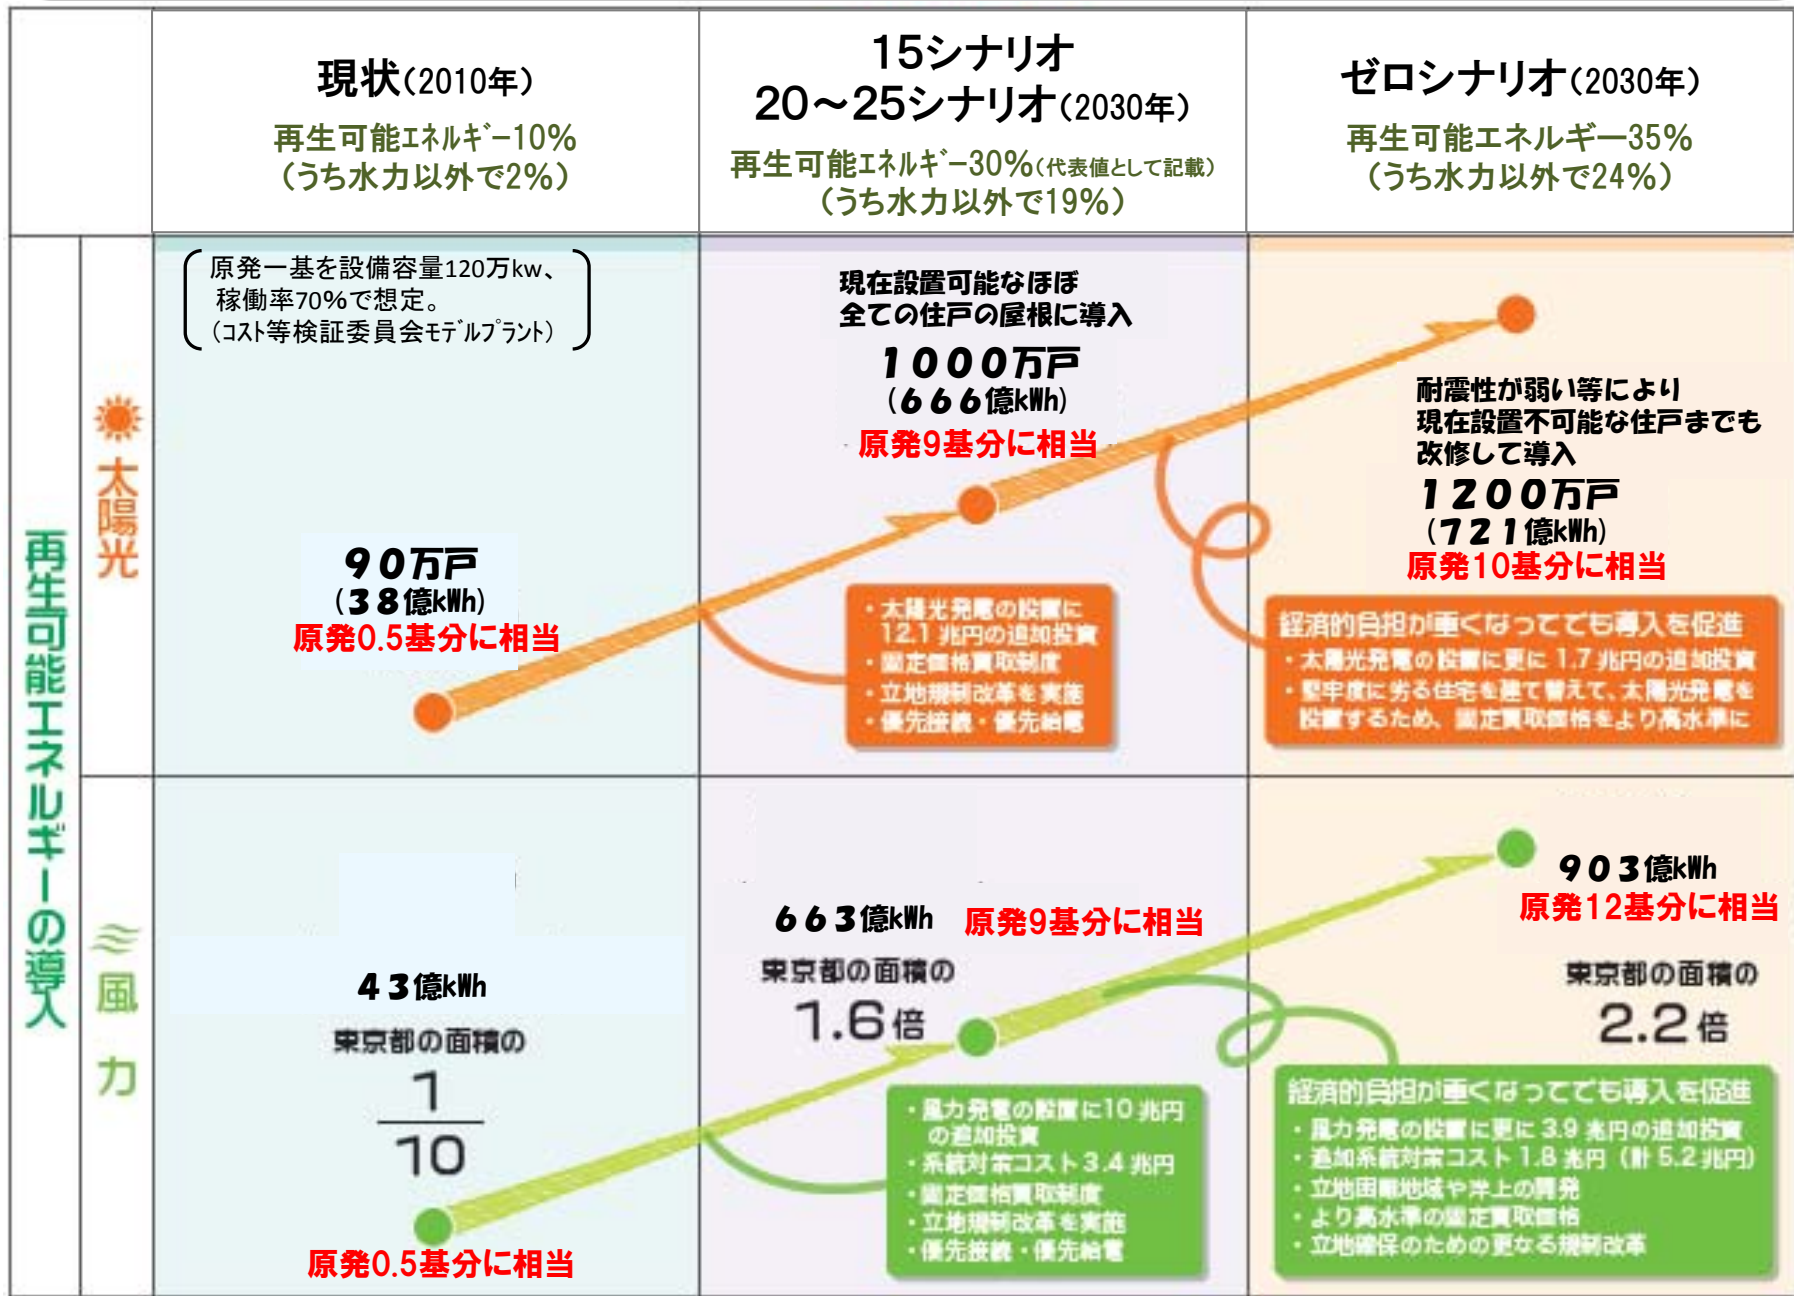 現状(2010年)
再生可能エネルギー10%
(うち水力以外で2%)
15シナリオ
20～25シナリオ(2030年)
再生可能エネルギー30%(代表値として記載)
(うち水力以外で19%)
ゼロシナリオ(2030年)
再生可能エネルギー35%
(うち水力以外で24%)
再生可能エネルギーの導入
太陽光
原発一基を設備容量120万kw、
稼働率70%で想定。
(コスト等検証委員会モデルプラント)
90万戸
(38億kWh)
原発0.5基分に相当
現在設置可能なほぼ
全ての住戸の屋根に導入
1000万戸
(666億kWh)
原発9基分に相当
・太陽光発電の設置に
12.1兆円の追加投資
・固定価格買取制度
・立地規制改革を実施
・優先接続・優先給電
耐震性が弱い等により
現在設置不可能な住戸までも
改修して導入
1200万戸
(721億kWh)
原発10基分に相当
経済的負担が重くなってでも導入を促進
・太陽光発電の設置に更に1.7兆円の追加投資
・堅牢度に劣る住宅を建て替えて、太陽光発電を
設置するため、固定買取価格をより高水準に
風力
43億kWh
東京都の面積の
1
10
原発0.5基分に相当
663億kWh 原発9基分に相当
東京都の面積の
1.6倍
・風力発電の設置に10兆円
の追加投資
・系統対策コスト3.4兆円
・固定価格買取制度
・立地規制改革を実施
・優先接続・優先給電
903億kWh
原発12基分に相当
東京都の面積の
2.2倍
経済的負担が重くなってでも導入を促進
・風力発電の設置に更に3.9兆円の追加投資
・追加系統対策コスト1.8兆円（計5.2兆円）
・立地困難地域や洋上の開発
・より高水準の固定買取価格
・立地確保のための更なる規制改革